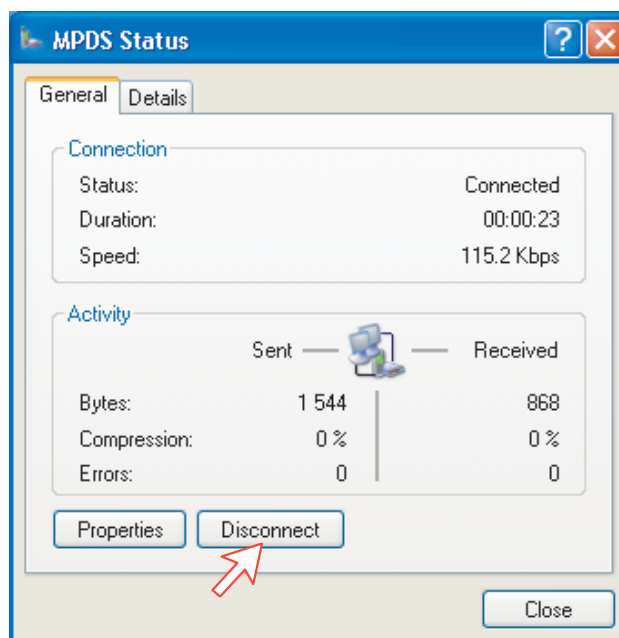 MPDS Status
General Details
Connection
Status: Connected
Duration: 00:00:23
Speed: 115.2 Kbps
Activity
Sent Received
Bytes: 1 544 868
Compression: 0 % 0 %
Errors: 0 0
Properties Disconnect
Close